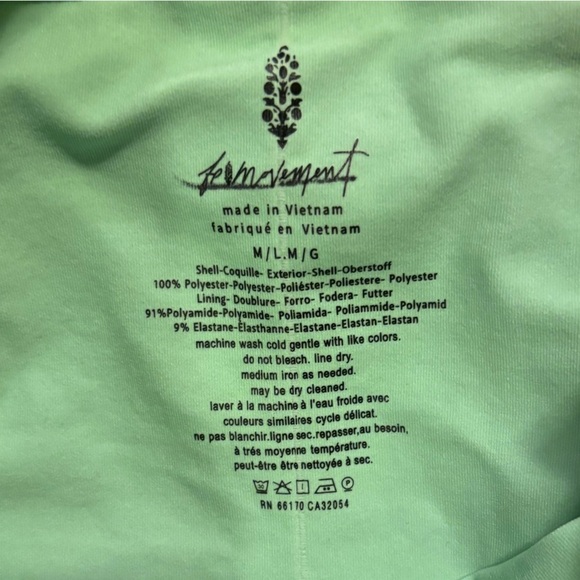 fp movement
made in Vietnam
fabriqué en Vietnam
M/L.M/G
Shell-Coquille- Exterior-Shell-Oberstoff
100% Polyester-Polyester-Poliéster-Poliestere- Polyester
Lining- Doublure- Forro- Fodera- Futter
91%Polyamide-Polyamide- Poliamida- Poliammide-Polyamid
9% Elastane-Élasthanne-Elastane-Elastan-Elastan
machine wash cold gentle with like colors.
do not bleach. line dry.
medium iron as needed.
may be dry cleaned.
laver à la machine à l'eau froide avec
couleurs similaires cycle délicat.
ne pas blanchir.ligne sec.repasser,au besoin,
à trés moyenne température.
peut-être être nettoyée à sec.
RN 66170 CA32054